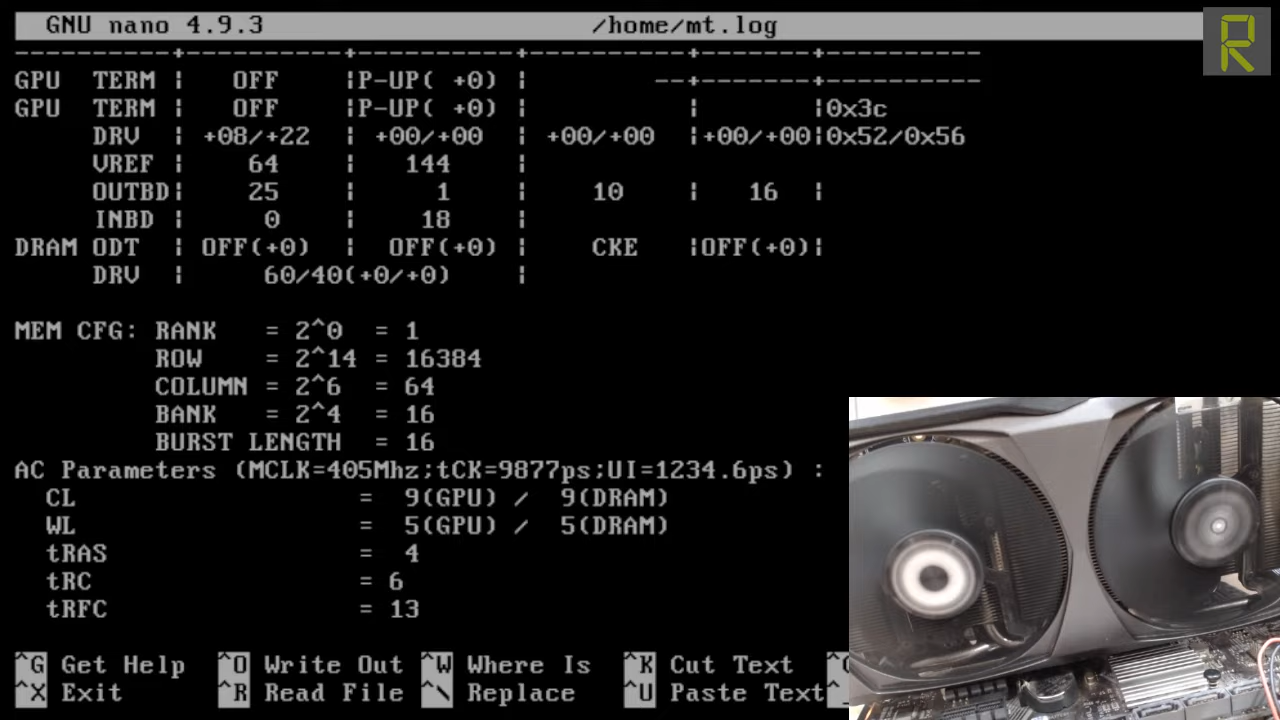 GNU nano 4.9.3 /home/mt.log
R
----------+----------+----------+----------+-------+----------
GPU TERM | OFF |P-UP( +0) | --+-------+----------
GPU TERM | OFF |P-UP( +0) | | |0x3c
DRV | +08/+22 | +00/+00 | +00/+00 |+00/+00|0x52/0x56
VREF | 64 | 144 |
OUTBD| 25 | 1 10 | 16 |
INBD | 0 | 18 |
DRAM ODT | OFF(+0) | OFF(+0)| CKE |OFF(+0)|
DRV | 60/40(+0/+0) |
MEM CFG: RANK = 2^0 = 1
ROW = 2^14 = 16384
COLUMN = 2^6 = 64
BANK = 2^4 = 16
BURST LENGTH = 16
AC Parameters (MCLK=405Mhz;tCK=9877ps;UI=1234.6ps) :
CL = 9(GPU) / 9(DRAM)
WL = 5(GPU) / 5(DRAM)
tRAS = 4
tRC = 6
tRFC = 13
^G Get Help ^O Write Out ^W Where Is ^K Cut Text
^X Exit ^R Read File ^\ Replace ^U Paste Text